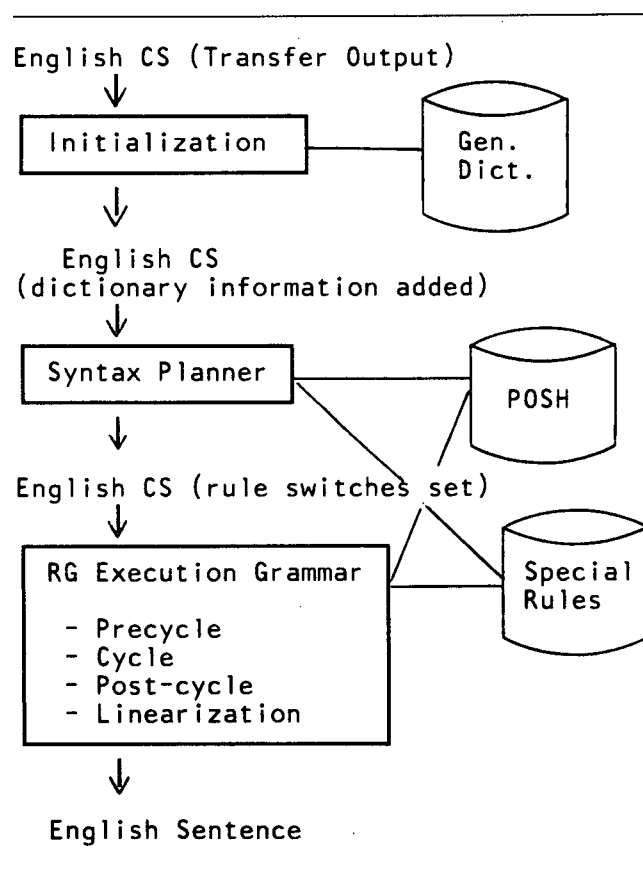 English CS (Transfer Output)
Initialization
Gen.
Dict.
English CS
(dictionary information added)
Syntax Planner
POSH
English CS (rule switches set)
RG Execution Grammar
- Precycle
- Cycle
- Post-cycle
- Linearization
Special
Rules
English Sentence